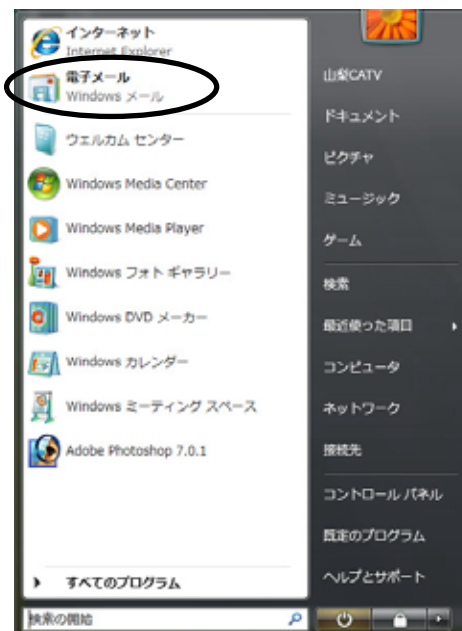 インターネット
Internet Explorer
電子メール
Windows メール
ウェルカム センター
Windows Media Center
Windows Media Player
Windows フォト ギャラリー
Windows DVD メーカー
Windows カレンダー
Windows ミーティング スペース
Adobe Photoshop 7.0.1
すべてのプログラム
検索の開始
山梨CATV
ドキュメント
ピクチャ
ミュージック
ゲーム
検索
最近使った項目
コンピュータ
ネットワーク
接続先
コントロール パネル
既定のプログラム
ヘルプとサポート